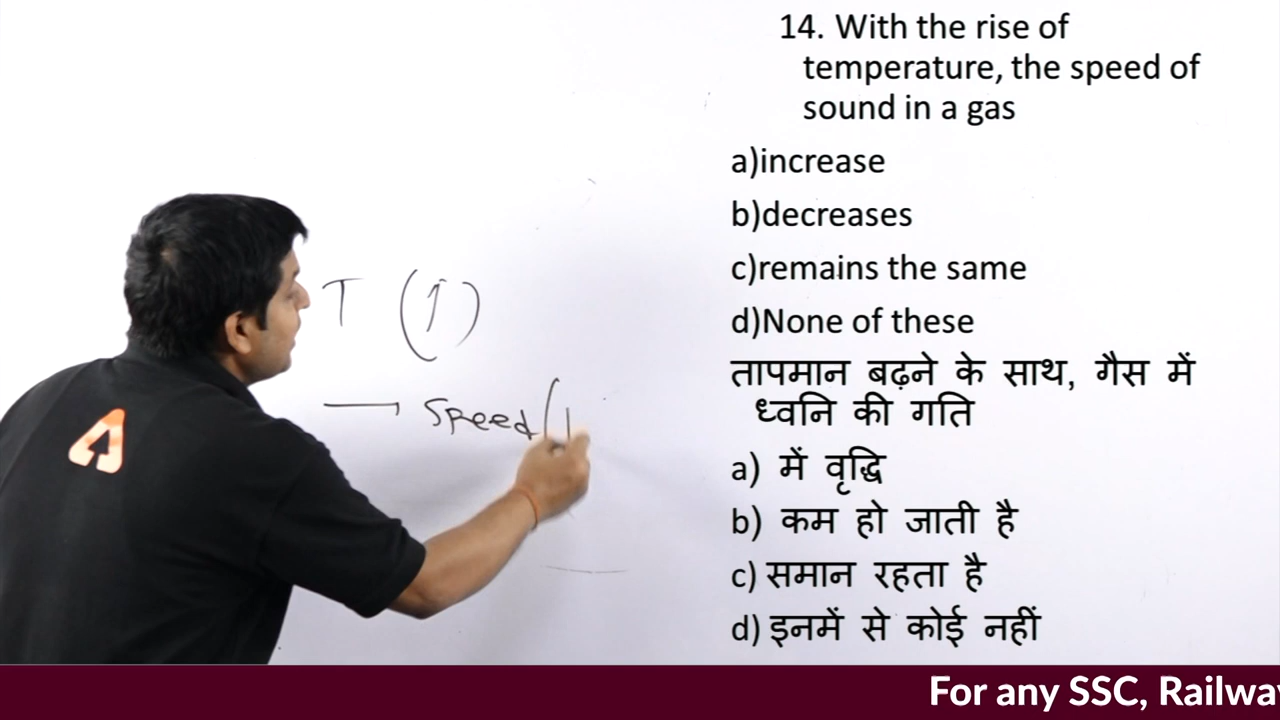 14. With the rise of
temperature, the speed of
sound in a gas
a)increase
b)decreases
c)remains the same
d)None of these
तापमान बढ़ने के साथ, गैस में
ध्वनि की गति
a) में वृद्धि
b) कम हो जाती है
c) समान रहता है
d) इनमें से कोई नहीं
T (↑)
→ Speed (
For any SSC, Railway